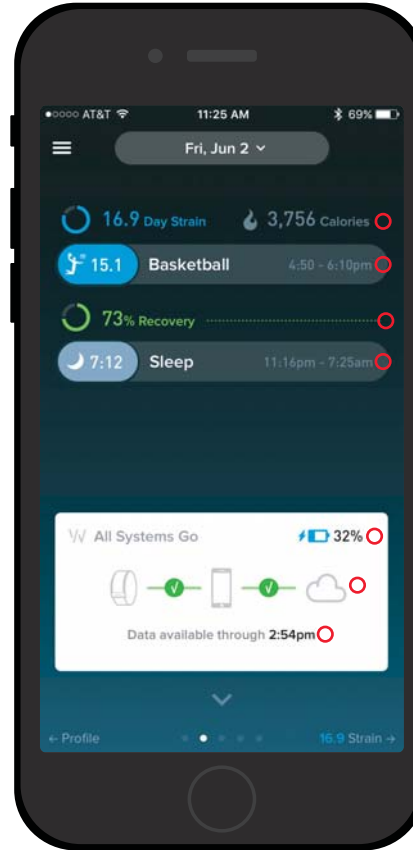 AT&T 11:25 AM 69%
Fri, Jun 2
16.9 Day Strain 3,756 Calories
15.1 Basketball 4:50 - 6:10pm
73% Recovery
7:12 Sleep 11:16pm - 7:25am
W All Systems Go 32%
Data available through 2:54pm
← Profile 16.9 Strain →